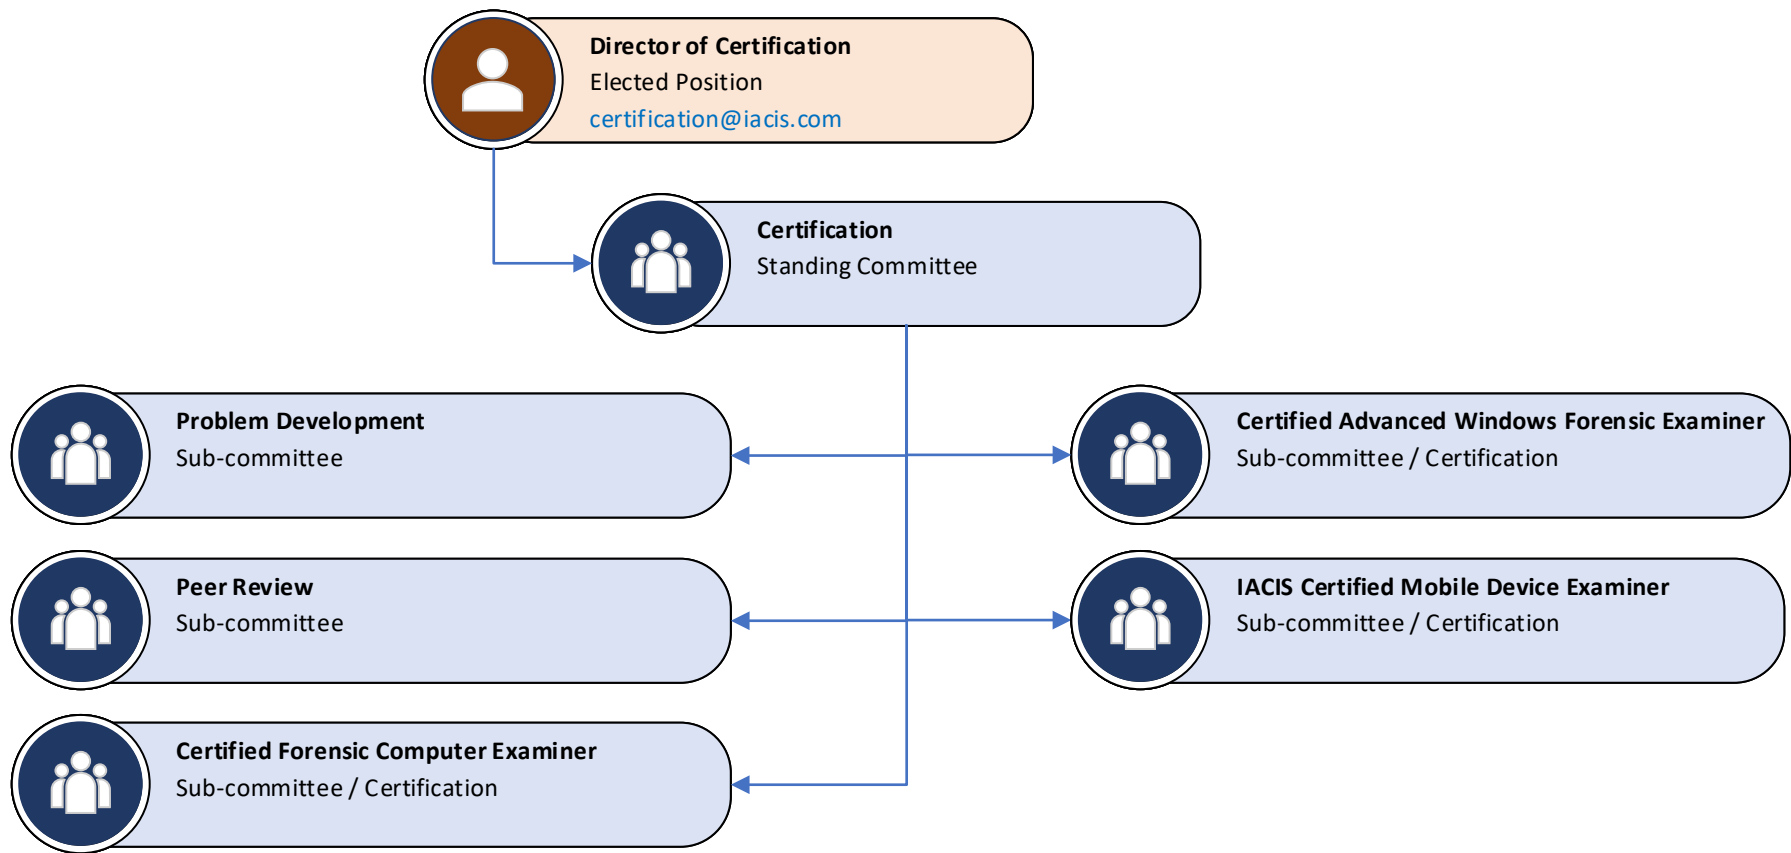 Director of Certification
Elected Position
certification@iacis.com
Certification
Standing Committee
Problem Development
Sub-committee
Certified Advanced Windows Forensic Examiner
Sub-committee / Certification
Peer Review
Sub-committee
IACIS Certified Mobile Device Examiner
Sub-committee / Certification
Certified Forensic Computer Examiner
Sub-committee / Certification